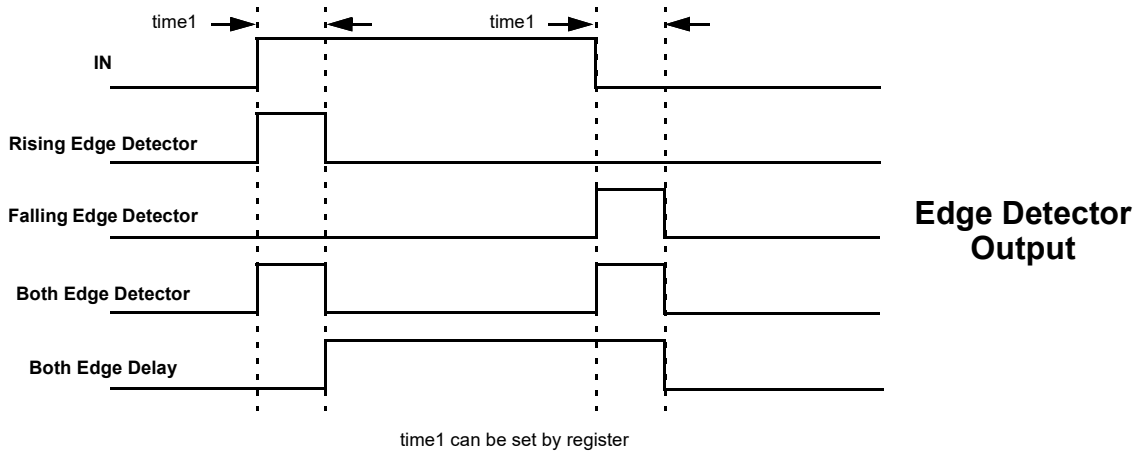 time1
time1
IN
Rising Edge Detector
Falling Edge Detector
Both Edge Detector
Both Edge Delay
Edge Detector
Output
time1 can be set by register